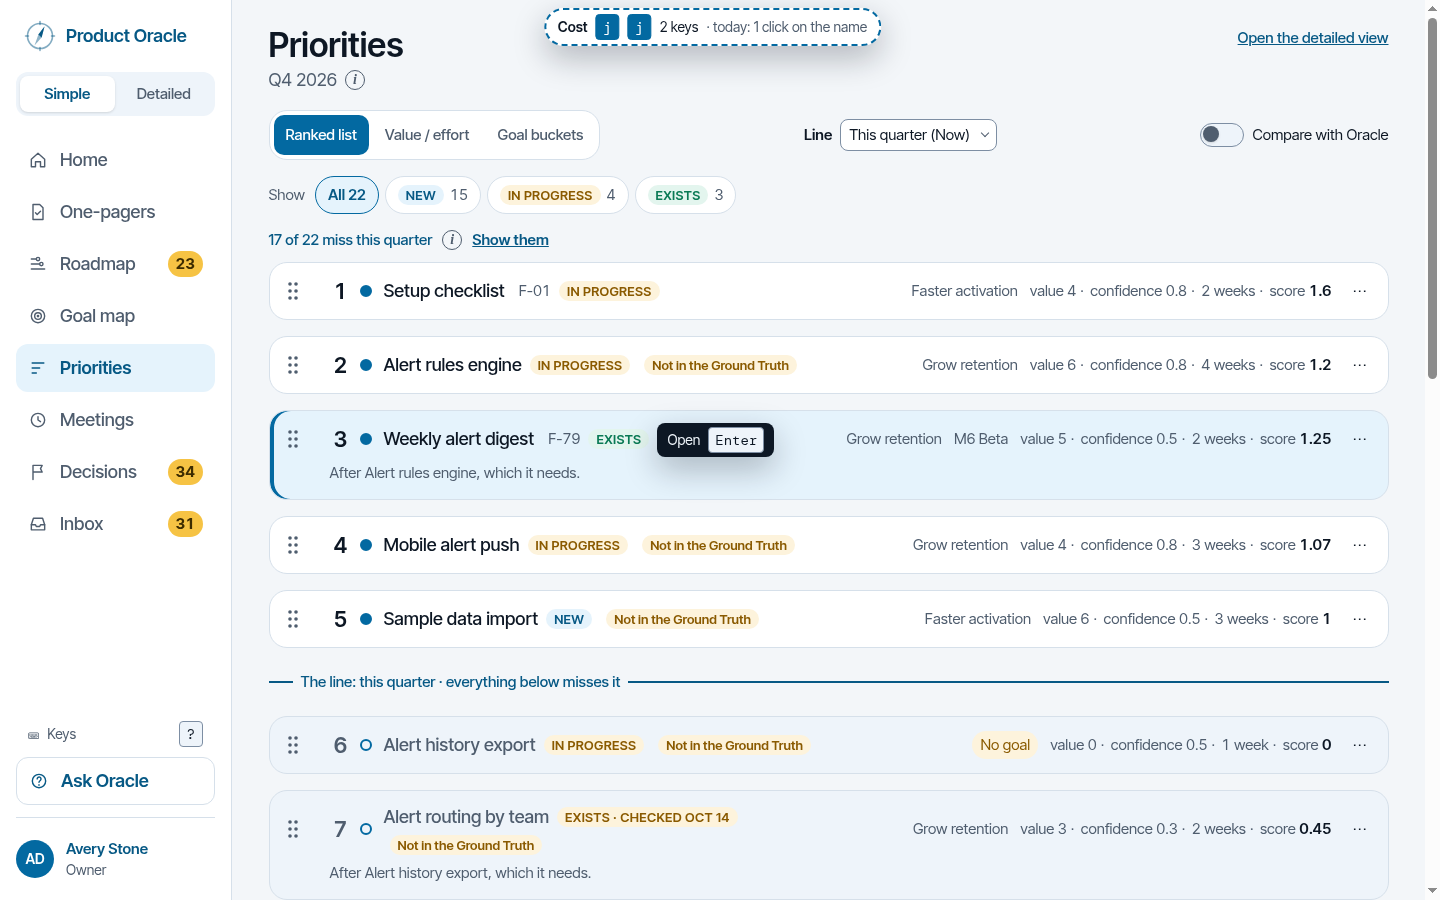 Product Oracle
Simple
Detailed
Home
One-pagers
Roadmap 23
Goal map
Priorities
Meetings
Decisions 34
Inbox 31
Keys ?
Ask Oracle
AD
Avery Stone
Owner
Cost j j 2 keys · today: 1 click on the name
Priorities
Q4 2026 i
Open the detailed view
Ranked list
Value / effort
Goal buckets
Line This quarter (Now)
Compare with Oracle
Show All 22 NEW 15 IN PROGRESS 4 EXISTS 3
17 of 22 miss this quarter i Show them
1 Setup checklist F-01 IN PROGRESS Faster activation value 4 · confidence 0.8 · 2 weeks · score 1.6 ...
2 Alert rules engine IN PROGRESS Not in the Ground Truth Grow retention value 6 · confidence 0.8 · 4 weeks · score 1.2 ...
3 Weekly alert digest F-79 EXISTS Open Enter Grow retention M6 Beta value 5 · confidence 0.5 · 2 weeks · score 1.25 ...
After Alert rules engine, which it needs.
4 Mobile alert push IN PROGRESS Not in the Ground Truth Grow retention value 4 · confidence 0.8 · 3 weeks · score 1.07 ...
5 Sample data import NEW Not in the Ground Truth Faster activation value 6 · confidence 0.5 · 3 weeks · score 1 ...
The line: this quarter · everything below misses it
6 Alert history export IN PROGRESS Not in the Ground Truth No goal value 0 · confidence 0.5 · 1 week · score 0 ...
7 Alert routing by team EXISTS · CHECKED OCT 14 Grow retention value 3 · confidence 0.3 · 2 weeks · score 0.45 ...
Not in the Ground Truth
After Alert history export, which it needs.